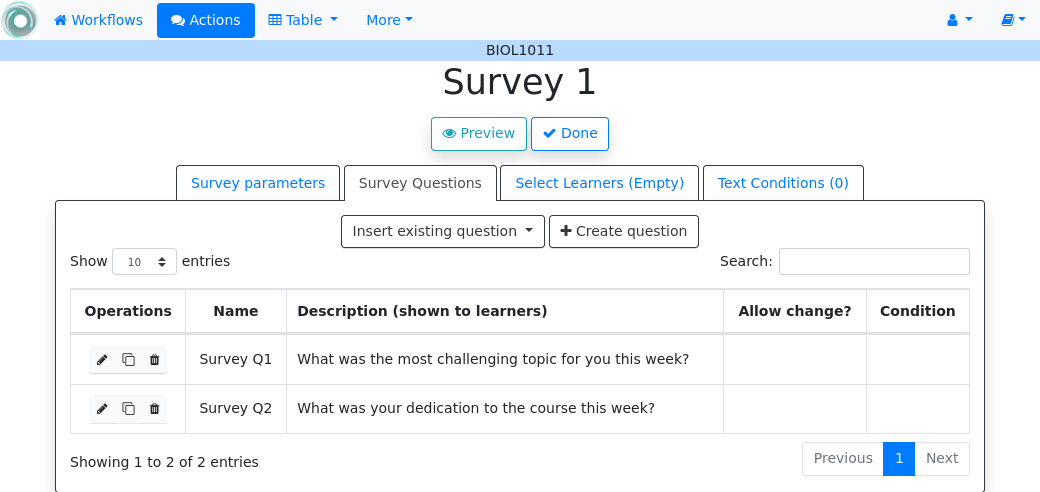 Workflows Actions Table More
BIOL1011
Survey 1
Preview Done
Survey parameters Survey Questions Select Learners (Empty) Text Conditions (0)
Insert existing question Create question
Show 10 entries Search:
Operations Name Description (shown to learners) Allow change? Condition
Survey Q1 What was the most challenging topic for you this week?
Survey Q2 What was your dedication to the course this week?
Showing 1 to 2 of 2 entries Previous 1 Next